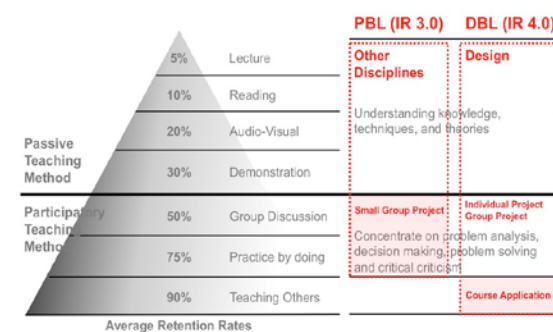 PBL (IR 3.0) DBL (IR 4.0)
5% Lecture
Other Disciplines
Design
10% Reading
20% Audio-Visual
Understanding knowledge,
techniques, and theories
Passive
Teaching
Method
30% Demonstration
Participatory
Teaching
Method
50% Group Discussion
Small Group Project
Individual Project
Group Project
Concentrate on problem analysis,
decision making, problem solving
and critical criticism
75% Practice by doing
90% Teaching Others
Course Application
Average Retention Rates